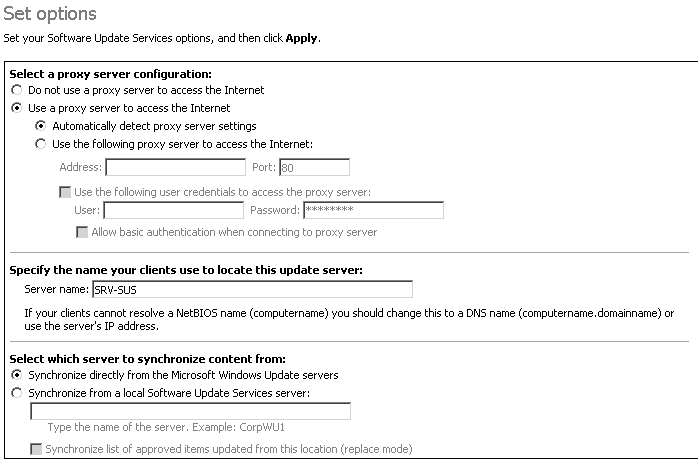 Set options
Set your Software Update Services options, and then click Apply.
Select a proxy server configuration:
Do not use a proxy server to access the Internet
Use a proxy server to access the Internet
Automatically detect proxy server settings
Use the following proxy server to access the Internet:
Address: Port: 80
Use the following user credentials to access the proxy server:
User: Password: ********
Allow basic authentication when connecting to proxy server
Specify the name your clients use to locate this update server:
Server name: SRV-SUS
If your clients cannot resolve a NetBIOS name (computername) you should change this to a DNS name (computername.domainname) or
use the server's IP address.
Select which server to synchronize content from:
Synchronize directly from the Microsoft Windows Update servers
Synchronize from a local Software Update Services server:
Type the name of the server. Example: CorpWU1
Synchronize list of approved items updated from this location (replace mode)